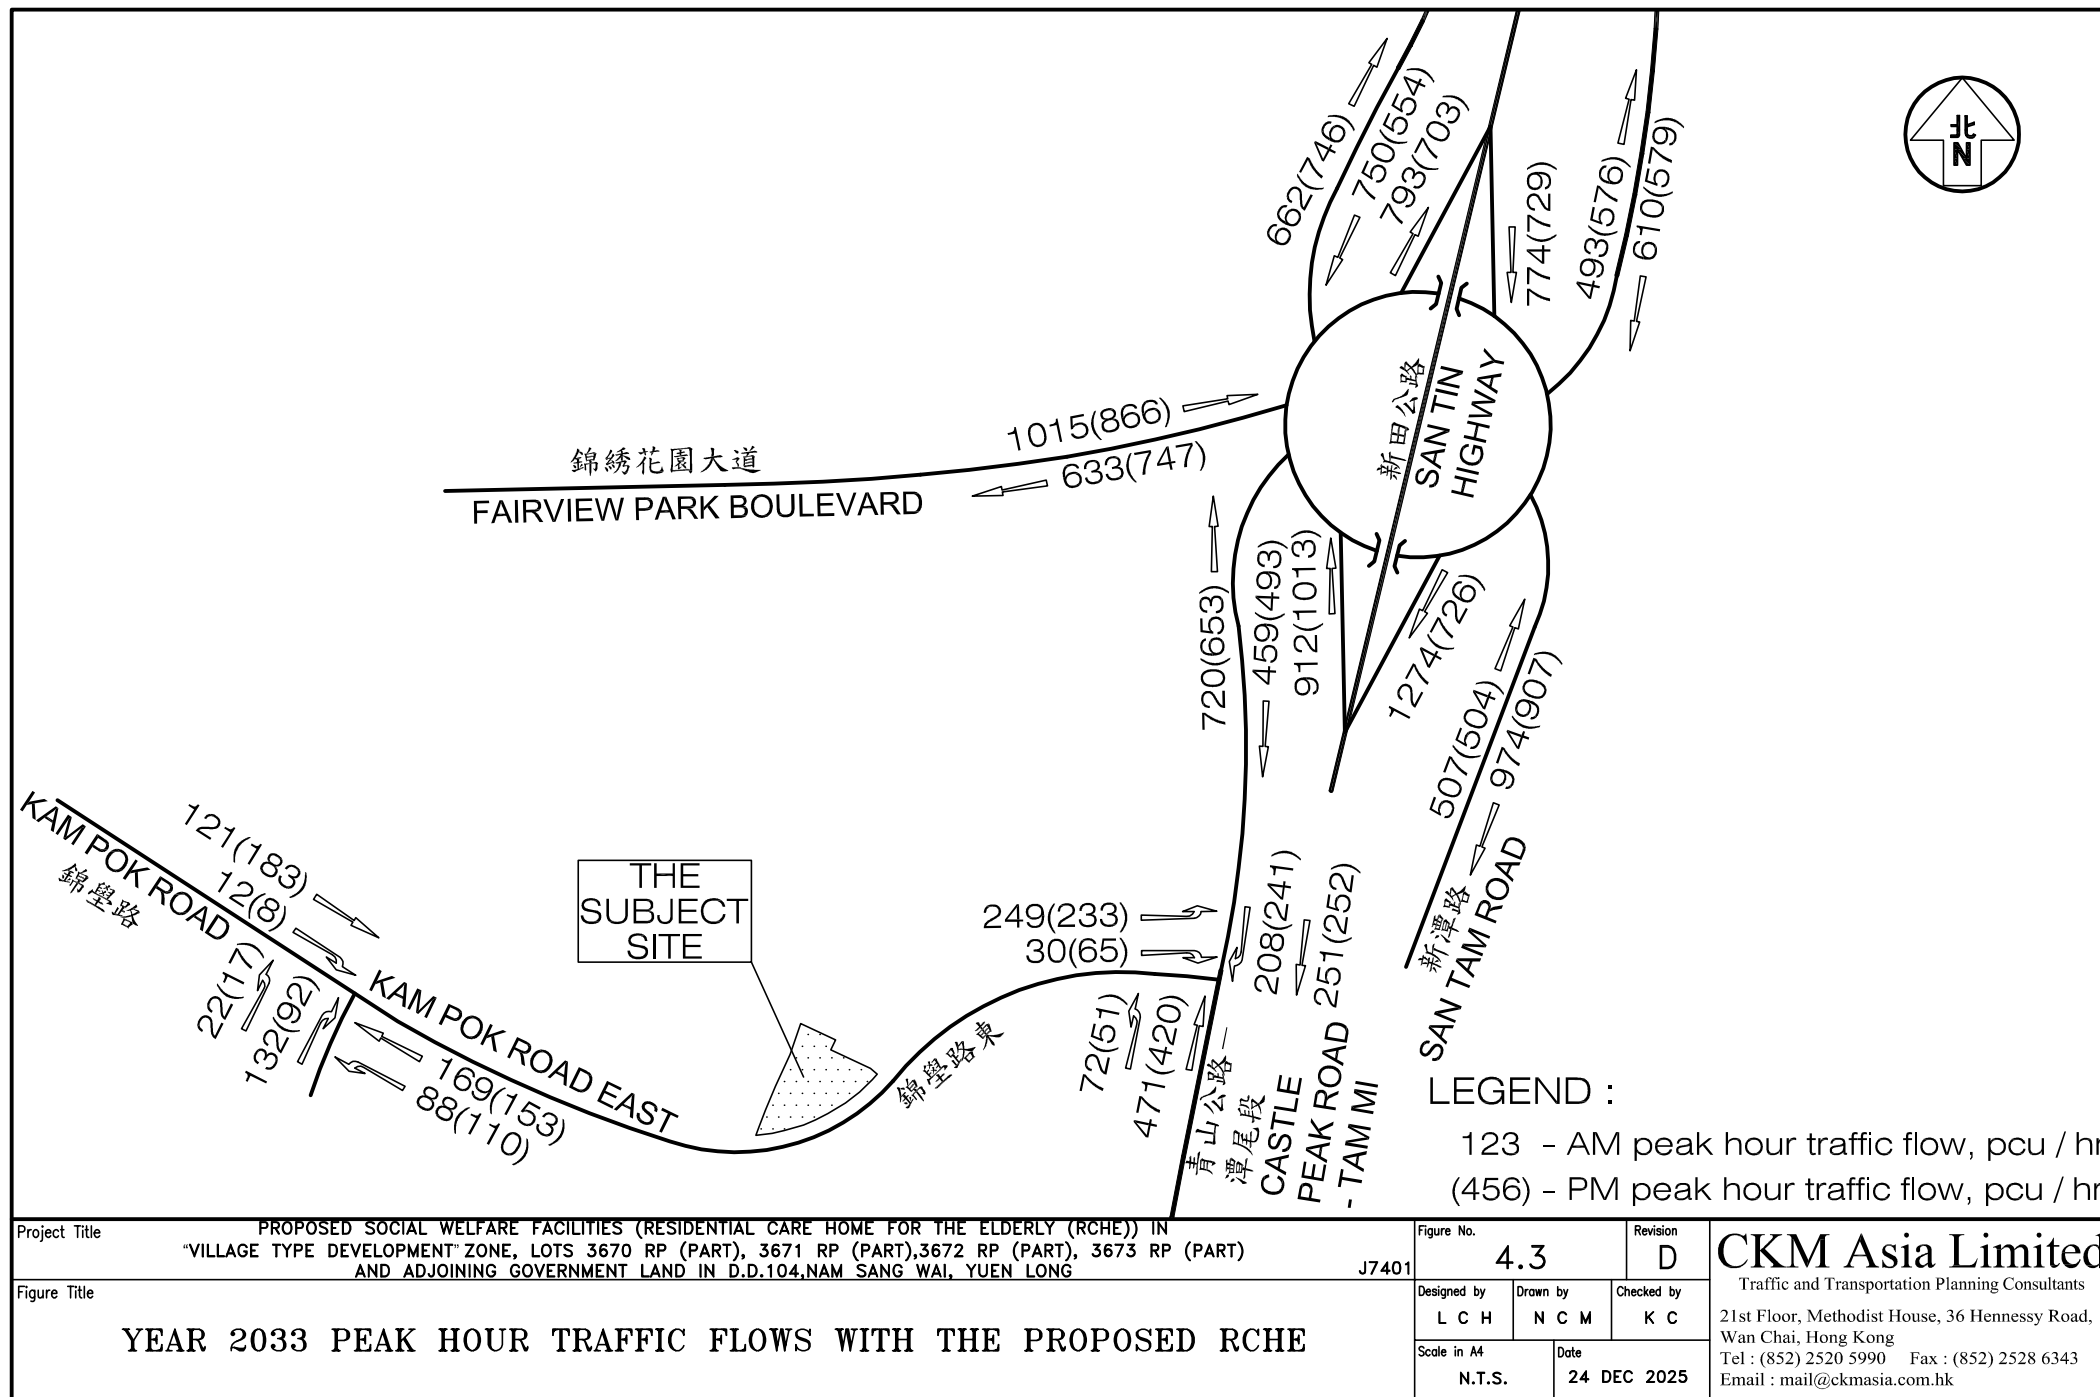 662(746)
750(554)
793(703)
774(729)
493(576)
610(579)
北
N
新田公路
SAN TIN
HIGHWAY
1015(866)
633(747)
錦綉花園大道
FAIRVIEW PARK BOULEVARD
720(653)
459(493)
912(1013)
1274(726)
507(504)
974(907)
新潭路
SAN TAM ROAD
121(183)
12(8)
KAM POK ROAD
錦壆路
22(17)
132(92)
KAM POK ROAD EAST
錦壆路東
169(153)
88(110)
THE
SUBJECT
SITE
249(233)
30(65)
208(241)
251(252)
72(51)
471(420)
青山公路－
潭尾段
CASTLE
PEAK ROAD
- TAM MI
LEGEND :
123 - AM peak hour traffic flow, pcu / hr
(456) - PM peak hour traffic flow, pcu / hr
Project Title
PROPOSED SOCIAL WELFARE FACILITIES (RESIDENTIAL CARE HOME FOR THE ELDERLY (RCHE)) IN
"VILLAGE TYPE DEVELOPMENT" ZONE, LOTS 3670 RP (PART), 3671 RP (PART),3672 RP (PART), 3673 RP (PART)
AND ADJOINING GOVERNMENT LAND IN D.D.104,NAM SANG WAI, YUEN LONG
J7401
Figure Title
YEAR 2033 PEAK HOUR TRAFFIC FLOWS WITH THE PROPOSED RCHE
Figure No.
4.3
Revision
D
Designed by
L C H
Drawn by
N C M
Checked by
K C
Scale in A4
N.T.S.
Date
24 DEC 2025
CKM Asia Limited
Traffic and Transportation Planning Consultants
21st Floor, Methodist House, 36 Hennessy Road,
Wan Chai, Hong Kong
Tel : (852) 2520 5990 Fax : (852) 2528 6343
Email : mail@ckmasia.com.hk